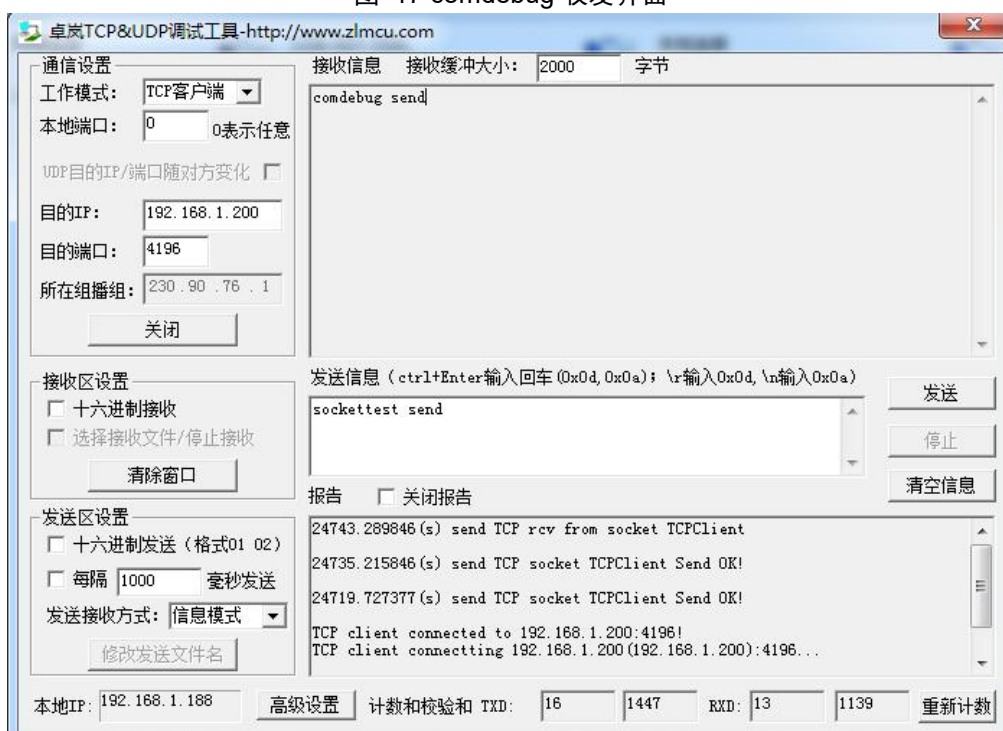 卓岚TCP&UDP调试工具-http://www.zlmcu.com
通信设置
工作模式： TCP客户端
本地端口： 0 0表示任意
UDP目的IP/端口随对方变化
目的IP： 192.168.1.200
目的端口： 4196
所在组播组： 230.90.76.1
关闭
接收信息 接收缓冲大小： 2000 字节
comdebug send
接收区设置
十六进制接收
选择接收文件/停止接收
清除窗口
发送信息（ctrl+Enter输入回车(0x0d,0x0a)；\r输入0x0d,\n输入0x0a）
sockettest send
发送
停止
清空信息
发送区设置
十六进制发送（格式01 02）
每隔 1000 毫秒发送
发送接收方式： 信息模式
修改发送文件名
报告 关闭报告
24743.289846(s) send TCP rcv from socket TCPClient
24735.215846(s) send TCP socket TCPClient Send OK!
24719.727377(s) send TCP socket TCPClient Send OK!
TCP client connected to 192.168.1.200:4196!
TCP client connectting 192.168.1.200(192.168.1.200):4196...
本地IP: 192.168.1.188 高级设置 计数和校验和 TXD: 16 1447 RXD: 13 1139 重新计数